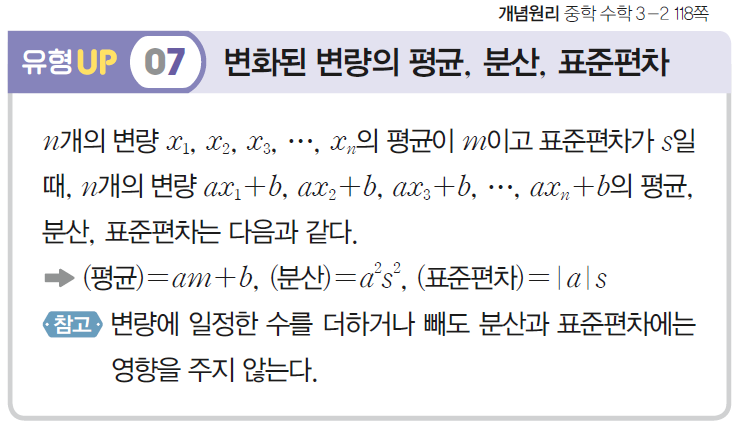 개념원리 중학 수학 3-2 118쪽
유형UP 07 변화된 변량의 평균, 분산, 표준편차
n개의 변량 x₁, x₂, x₃, ⋯, xₙ의 평균이 m이고 표준편차가 s일
때, n개의 변량 ax₁+b, ax₂+b, ax₃+b, ⋯, axₙ+b의 평균,
분산, 표준편차는 다음과 같다.
➡ (평균)=am+b, (분산)=a²s², (표준편차)=|a|s
참고 변량에 일정한 수를 더하거나 빼도 분산과 표준편차에는
영향을 주지 않는다.